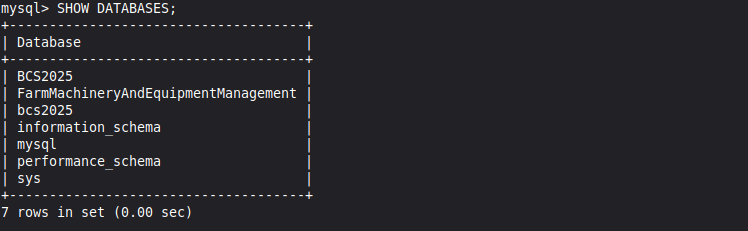 mysql> SHOW DATABASES;
+------------------------------------+
| Database                           |
+------------------------------------+
| BCS2025                            |
| FarmMachineryAndEquipmentManagement |
| bcs2025                            |
| information_schema                 |
| mysql                              |
| performance_schema                 |
| sys                                |
+------------------------------------+
7 rows in set (0.00 sec)